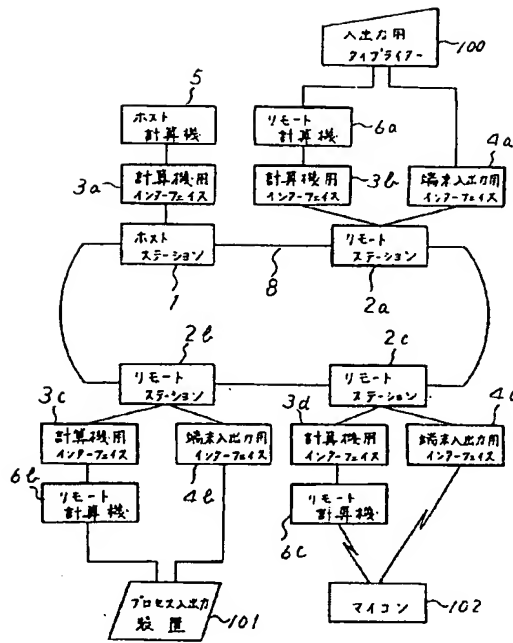 入出力用
タイプライター
100
5
ホスト
計算機
リモート
計算機
6a
4a
3a
計算機用
インターフェイス
計算機用
インターフェイス
3b
端末入出力用
インターフェイス
ホスト
ステーション
リモート
ステーション
1
8
2a
2b
2c
リモート
ステーション
リモート
ステーション
3c
3d
計算機用
インターフェイス
端末入出力用
インターフェイス
計算機用
インターフェイス
端末入出力用
インターフェイス
6b
リモート
計算機
4b
リモート
計算機
6c
プロセス入出力
装置
101
マイコン
102